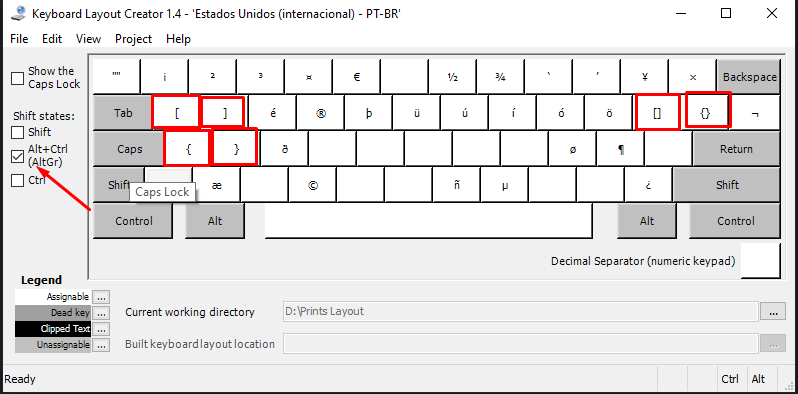 Keyboard Layout Creator 1.4 - 'Estados Unidos (internacional) - PT-BR'
File Edit View Project Help
Show the
Caps Lock
"" ¡ ² ³ ¤ € ½ ¾ ‘ ’ ¥ × Backspace
Tab [ ] é ® þ ü ú í ó ö [] {} ¬
Shift states:
Shift
Alt+Ctrl
(AltGr)
Ctrl
Caps { } ð ø ¶ Return
Shift æ © ñ µ ¿ Shift
Caps Lock
Control Alt Alt Control
Decimal Separator (numeric keypad)
Legend
Assignable ...
Dead key ...
Clipped Text ...
Unassignable ...
Current working directory D:\Prints Layout ...
Built keyboard layout location ...
Ready Ctrl Alt